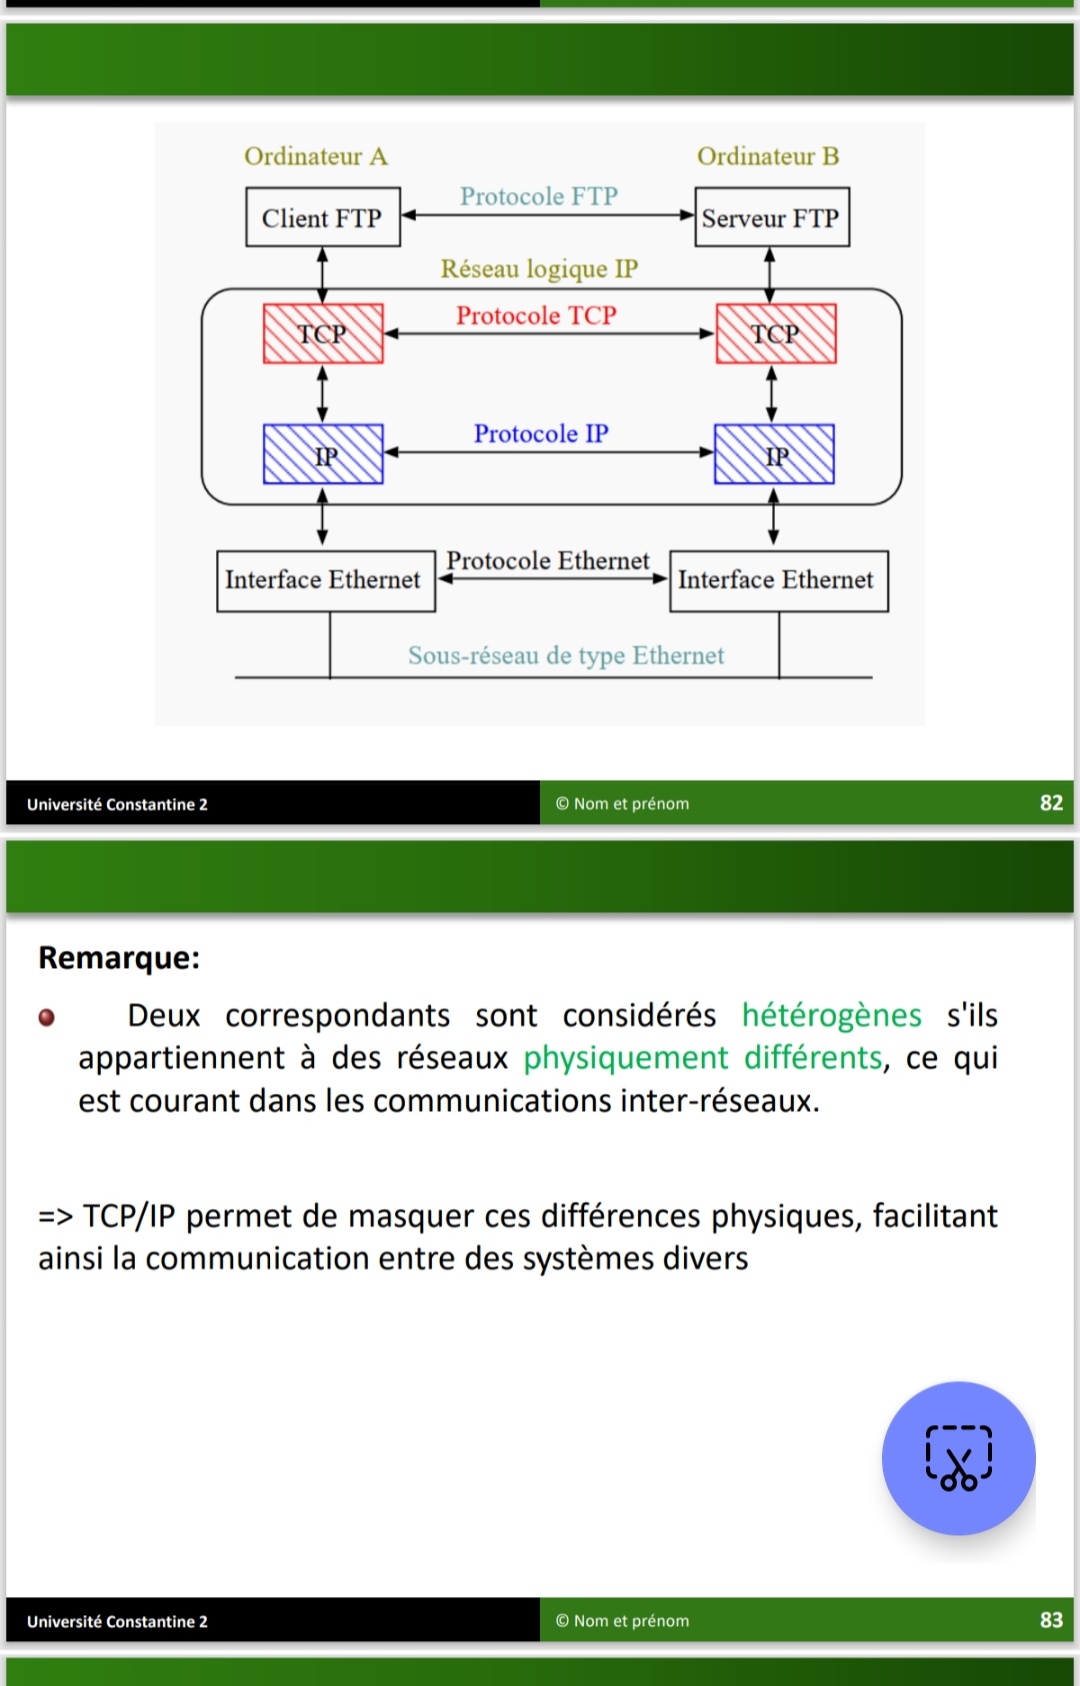 Ordinateur A
Ordinateur B
Protocole FTP
Client FTP
Serveur FTP
Réseau logique IP
Protocole TCP
TCP
TCP
Protocole IP
IP
IP
Protocole Ethernet
Interface Ethernet
Interface Ethernet
Sous-réseau de type Ethernet
Université Constantine 2
© Nom et prénom
82
Remarque:
Deux correspondants sont considérés hétérogènes s'ils
appartiennent à des réseaux physiquement différents, ce qui
est courant dans les communications inter-réseaux.
=> TCP/IP permet de masquer ces différences physiques, facilitant
ainsi la communication entre des systèmes divers
Université Constantine 2
© Nom et prénom
83